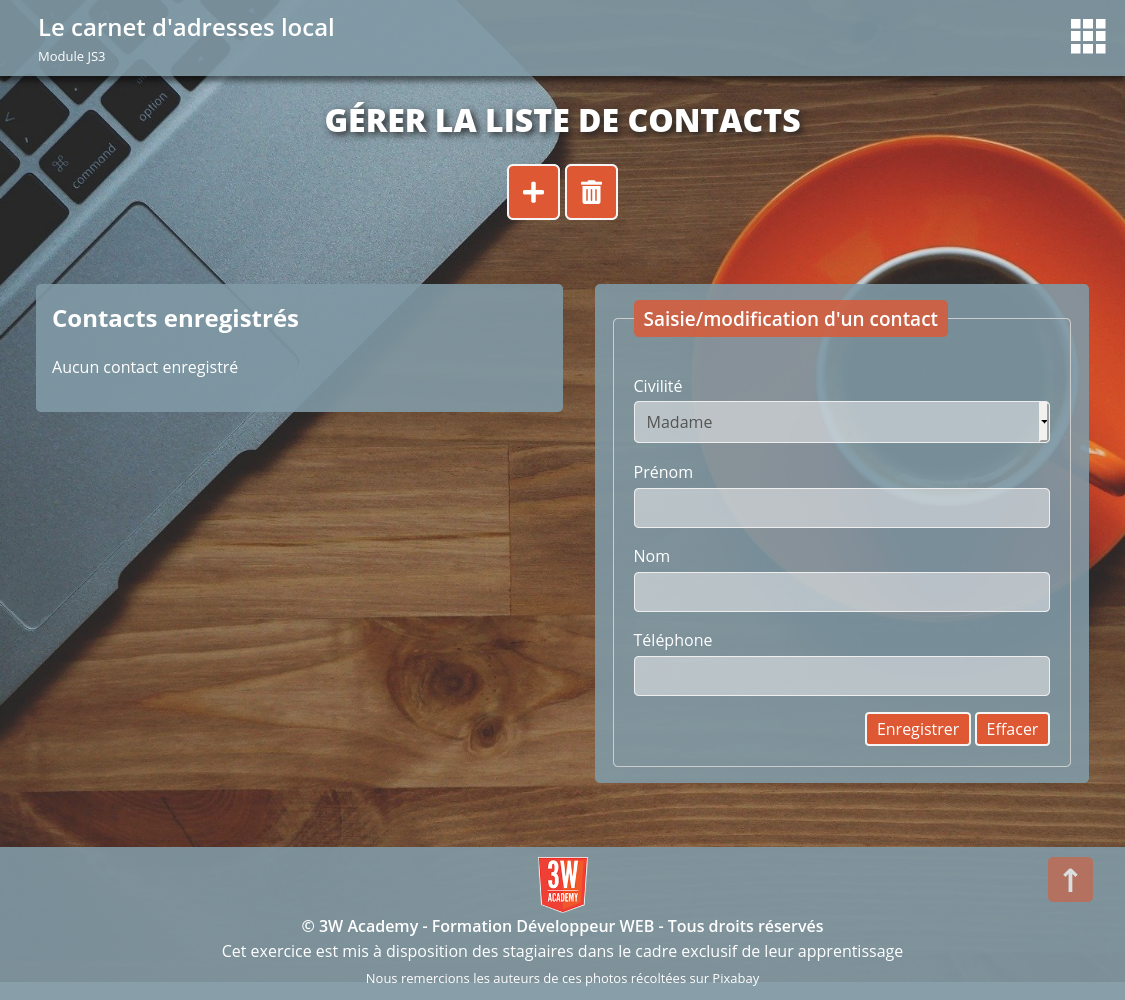 Le carnet d'adresses local
Module JS3
option
command
GÉRER LA LISTE DE CONTACTS
Contacts enregistrés
Aucun contact enregistré
Saisie/modification d'un contact
Civilité
Madame
Prénom
Nom
Téléphone
Enregistrer Effacer
3W
ACADEMY
© 3W Academy - Formation Développeur WEB - Tous droits réservés
Cet exercice est mis à disposition des stagiaires dans le cadre exclusif de leur apprentissage
Nous remercions les auteurs de ces photos récoltées sur Pixabay